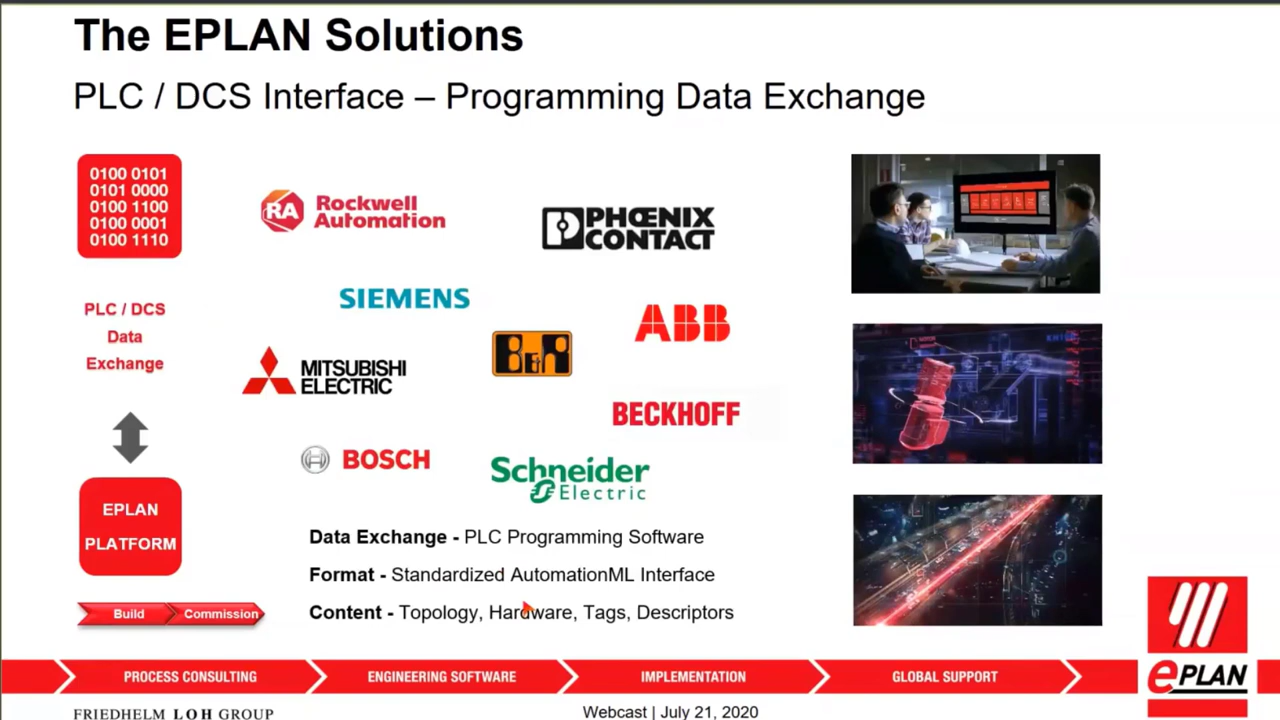 The EPLAN Solutions
PLC / DCS Interface – Programming Data Exchange
0100 0101
0101 0000
0100 1100
0100 0001
0100 1110
PLC / DCS
Data
Exchange
EPLAN
PLATFORM
Build
Commission
RA
Rockwell
Automation
PHŒNIX
CONTACT
SIEMENS
ABB
B&R
MITSUBISHI
ELECTRIC
BECKHOFF
BOSCH
Schneider
Electric
Data Exchange - PLC Programming Software
Format - Standardized AutomationML Interface
Content - Topology, Hardware, Tags, Descriptors
PROCESS CONSULTING
ENGINEERING SOFTWARE
IMPLEMENTATION
GLOBAL SUPPORT
ePLAN
FRIEDHELM LOH GROUP
Webcast | July 21, 2020